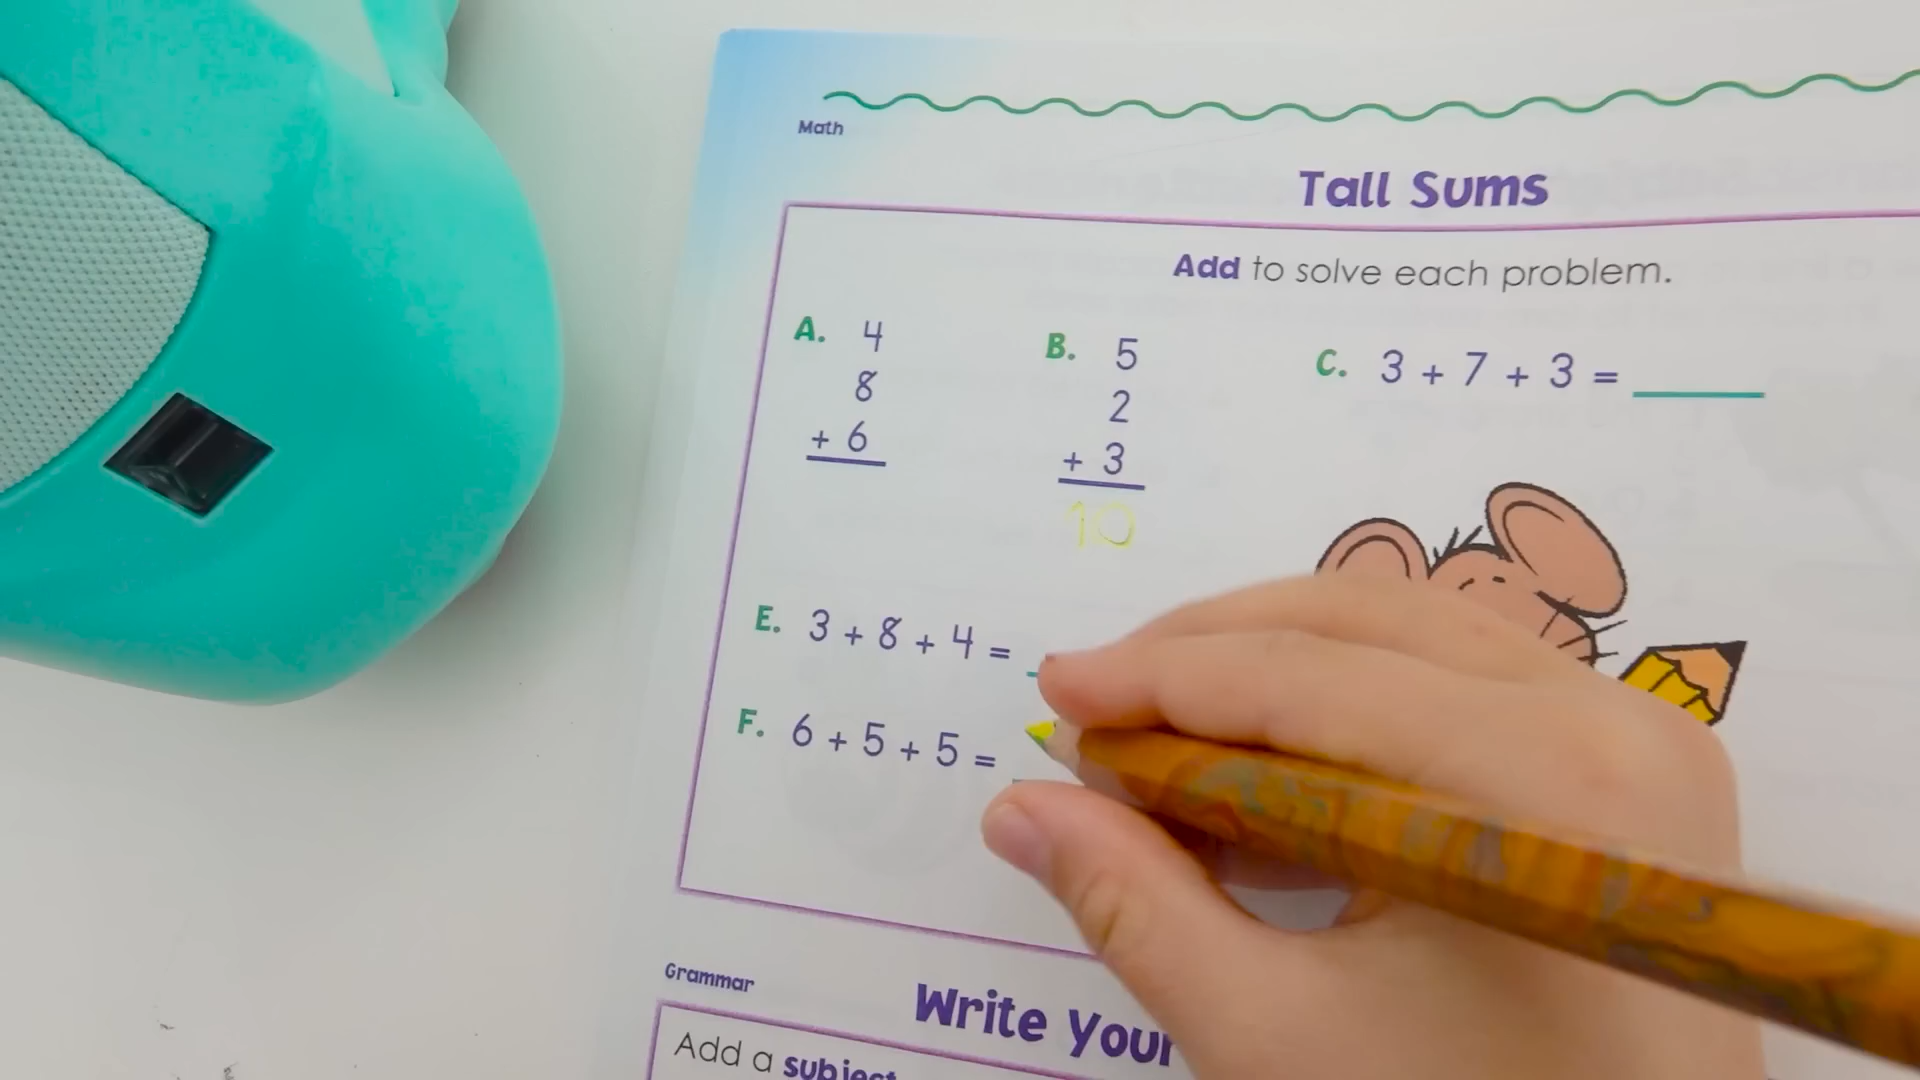 Math
Tall Sums
Add to solve each problem.
A. 4
8
+ 6
B. 5
2
+ 3
10
C. 3 + 7 + 3 = ____
E. 3 + 8 + 4 =
F. 6 + 5 + 5 =
Grammar
Write Your
Add a subject